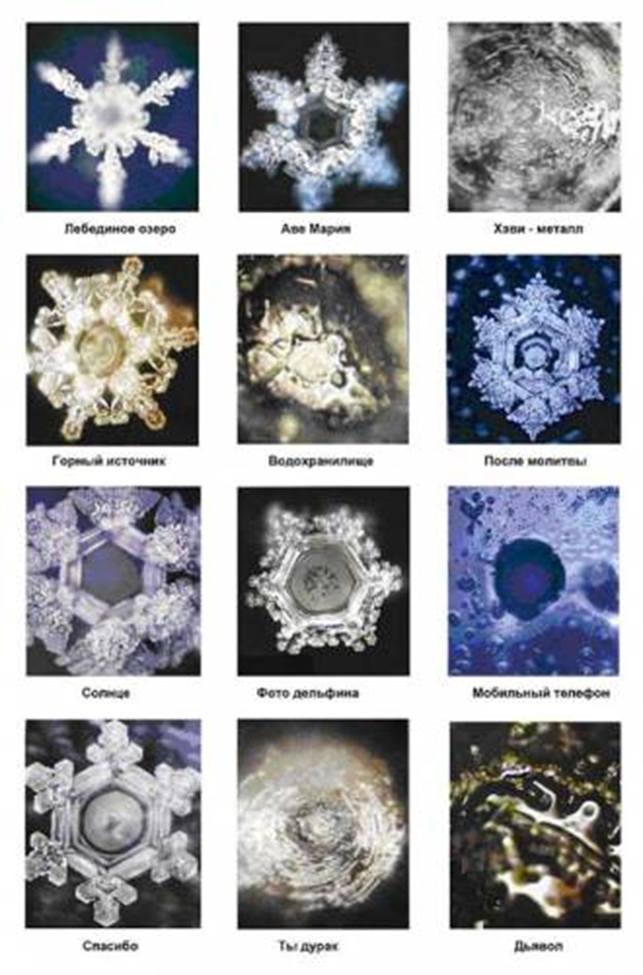 Лебединое озеро
Аве Мария
Хэви - металл
Горный источник
Водохранилище
После молитвы
Солнце
Фото дельфина
Мобильный телефон
Спасибо
Ты дурак
Дьявол